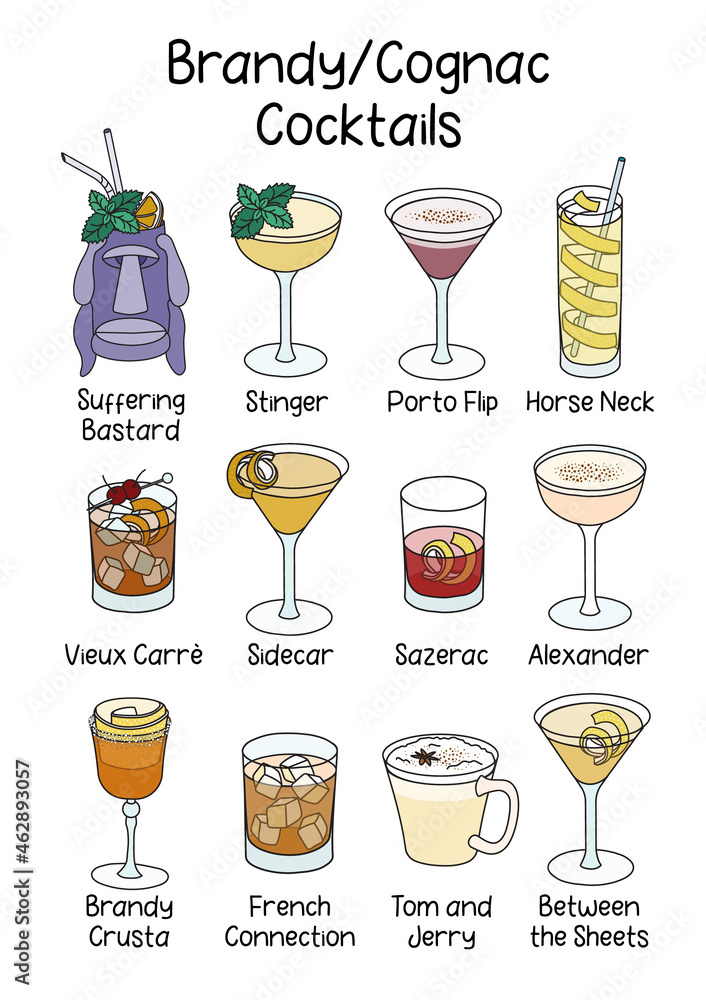 Brandy/Cognac
Cocktails
Suffering
Bastard
Stinger
Porto Flip
Horse Neck
Vieux Carrè
Sidecar
Sazerac
Alexander
Brandy
Crusta
French
Connection
Tom and
Jerry
Between
the Sheets
Adobe Stock | #462893057